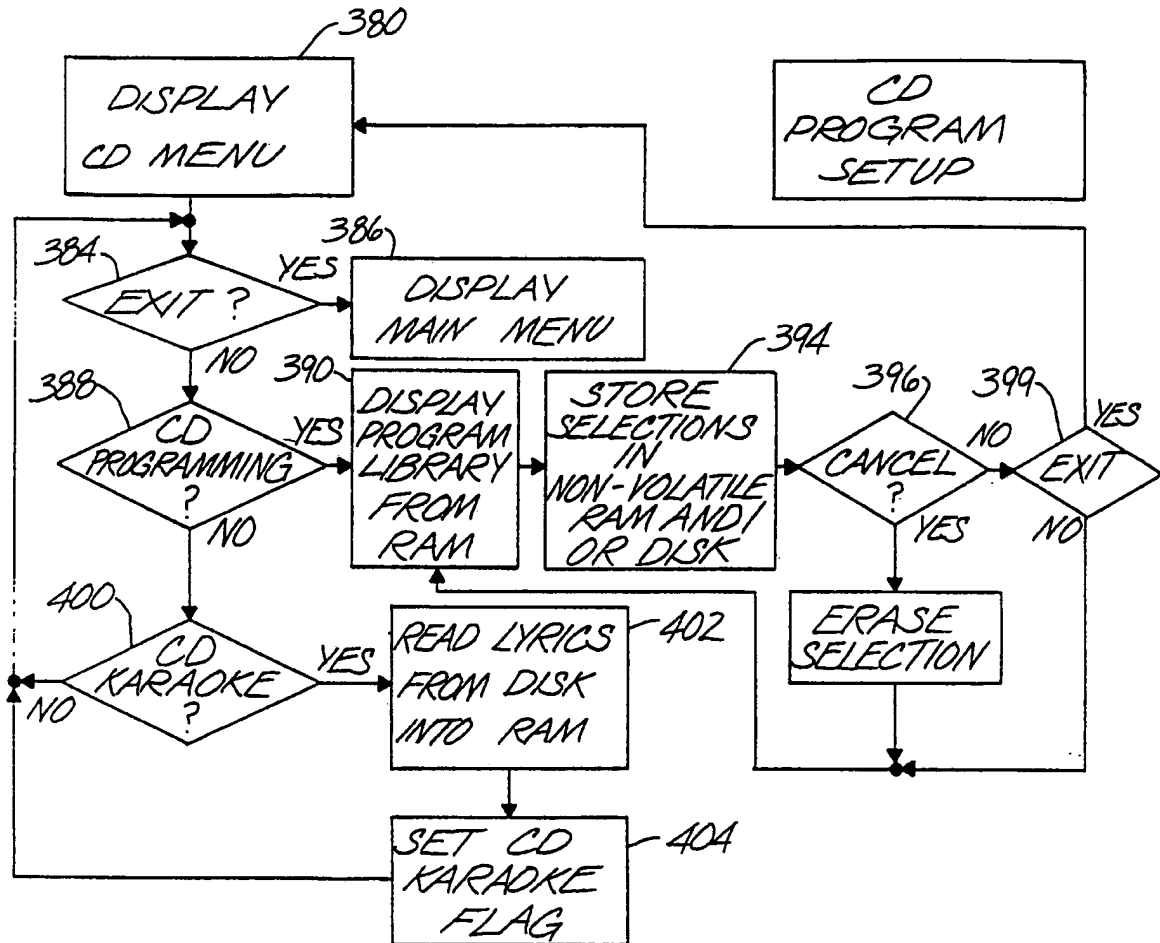 380
DISPLAY
CD MENU
CD
PROGRAM
SETUP
384
EXIT ?
YES
NO
386
DISPLAY
MAIN MENU
388
CD
PROGRAMMING
?
YES
NO
390
DISPLAY
PROGRAM
LIBRARY
FROM
RAM
394
STORE
SELECTIONS
IN
NON-VOLATILE
RAM AND/
OR DISK
396
CANCEL
?
NO
YES
399
EXIT
YES
NO
ERASE
SELECTION
400
CD
KARAOKE
?
YES
NO
402
READ LYRICS
FROM DISK
INTO RAM
404
SET CD
KARAOKE
FLAG